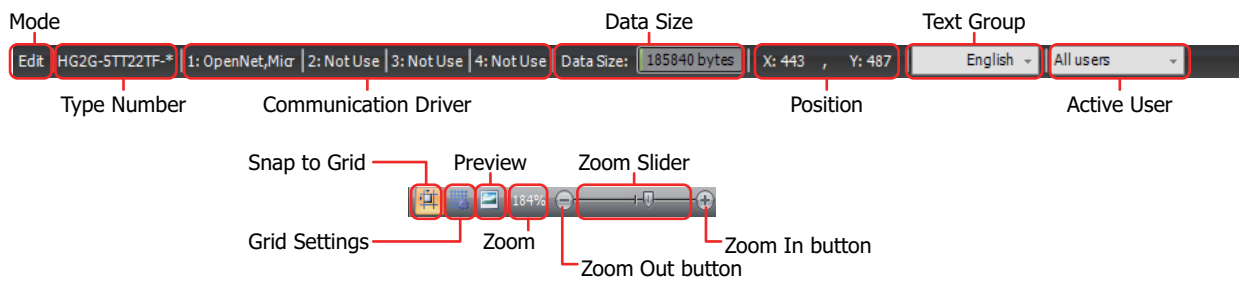 Mode Data Size Text Group
Edit HG2G-5TT22TF-* 1: OpenNet,Micr 2: Not Use 3: Not Use 4: Not Use Data Size: 185840 bytes X: 443 , Y: 487 English All users
Type Number Communication Driver Position Active User
Snap to Grid Preview Zoom Slider
184%
Grid Settings Zoom Zoom In button
Zoom Out button